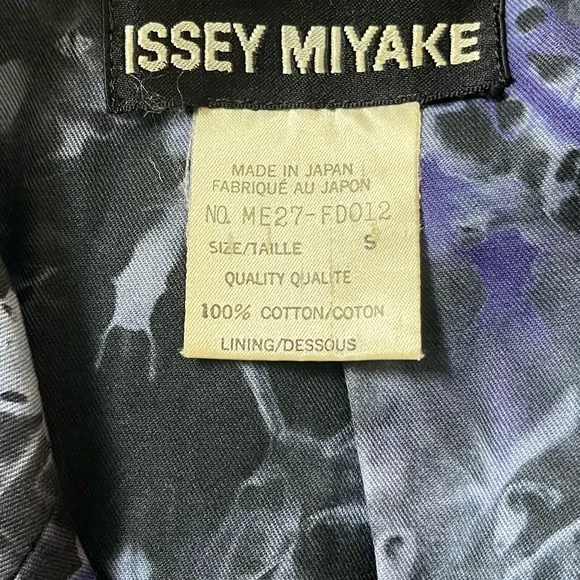 ISSEY MIYAKE
MADE IN JAPAN
FABRIQUÉ AU JAPON
NO. ME27-FD012
SIZE/TAILLE S
QUALITY QUALITE
100% COTTON/COTON
LINING/DESSOUS